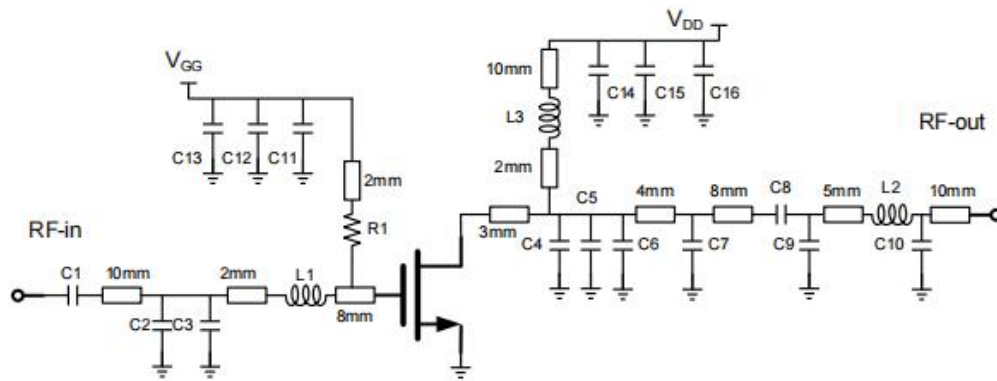 VDD
10mm
C14 C15 C16
VGG
L3
RF-out
C13 C12 C11
2mm
2mm
C5 4mm 8mm C8 5mm L2 10mm
R1
RF-in
3mm C4 C6 C7 C9 C10
C1 10mm 2mm L1
8mm
C2 C3